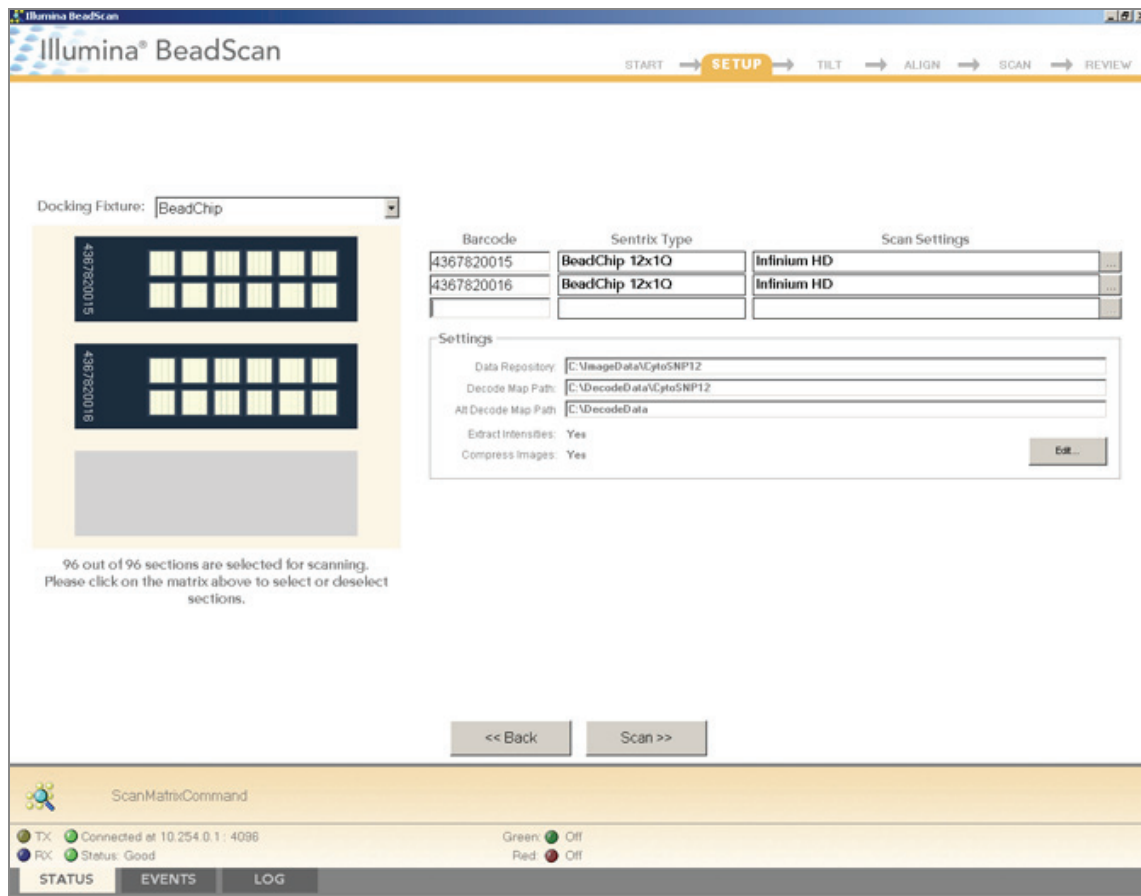 Illumina BeadScan
Illumina® BeadScan
START SETUP TILT ALIGN SCAN REVIEW
Docking Fixture: BeadChip
4367820015
4367820016
96 out of 96 sections are selected for scanning.
Please click on the matrix above to select or deselect
sections.
Barcode Sentrix Type Scan Settings
4367820015 BeadChip 12x1Q Infinium HD ...
4367820016 BeadChip 12x1Q Infinium HD ...
...
Settings
Data Repository: C:\ImageData\CytoSNP12
Decode Map Path: C:\DecodeData\CytoSNP12
Alt Decode Map Path C:\DecodeData
Extract Intensities: Yes
Compress Images: Yes
Edit...
<< Back Scan >>
ScanMatrixCommand
TX Connected at 10.254.0.1 : 4096 Green: Off
RX Status: Good Red: Off
STATUS EVENTS LOG